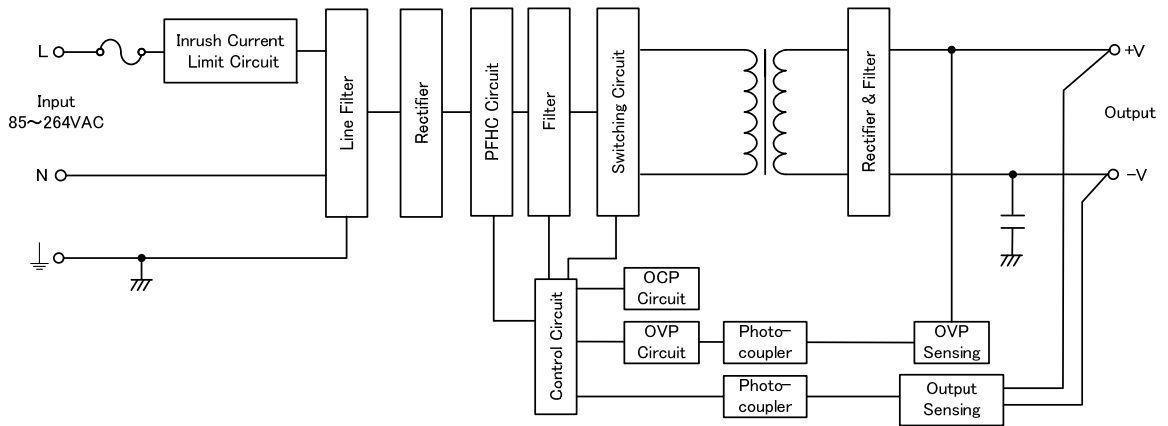 L
Inrush Current
Limit Circuit
Input
85～264VAC
N
Line Filter
Rectifier
PFHC Circuit
Filter
Switching Circuit
Rectifier & Filter
+V
Output
-V
Control Circuit
OCP
Circuit
OVP
Circuit
Photo-
coupler
OVP
Sensing
Photo-
coupler
Output
Sensing